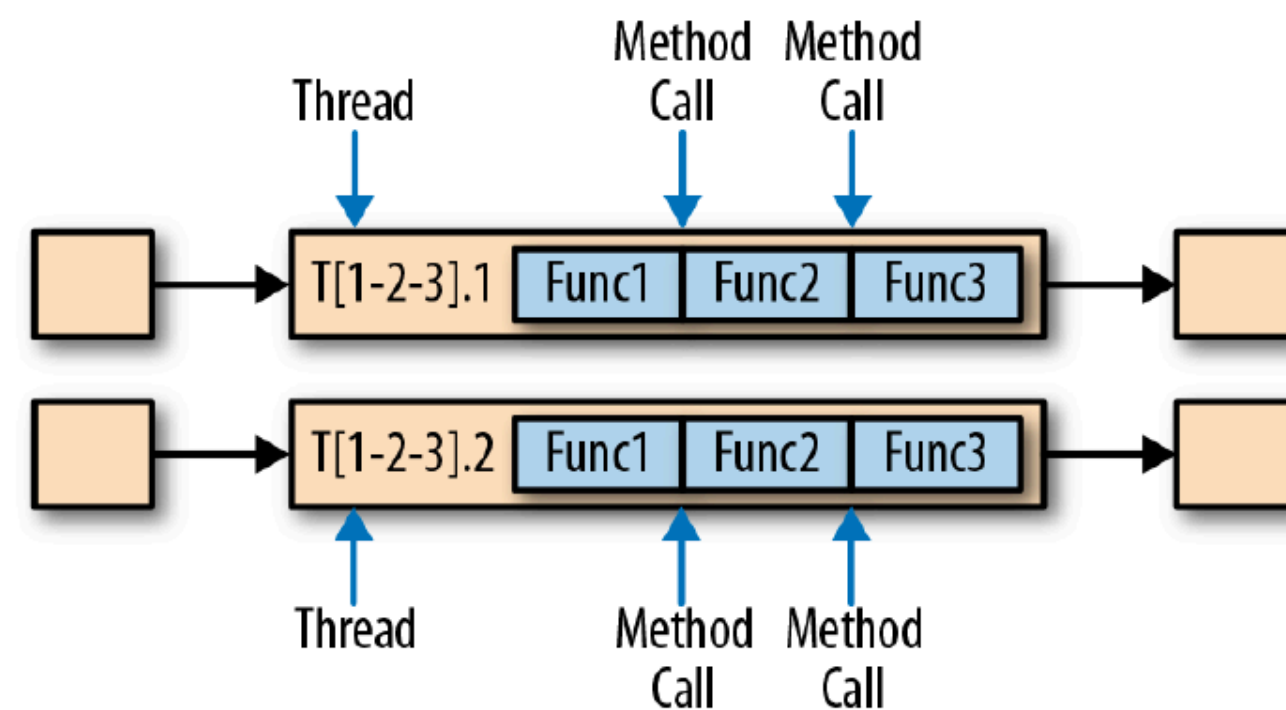 Method Method
Thread Call Call
T[1-2-3].1 Func1 Func2 Func3
T[1-2-3].2 Func1 Func2 Func3
Thread Method Method
Call Call